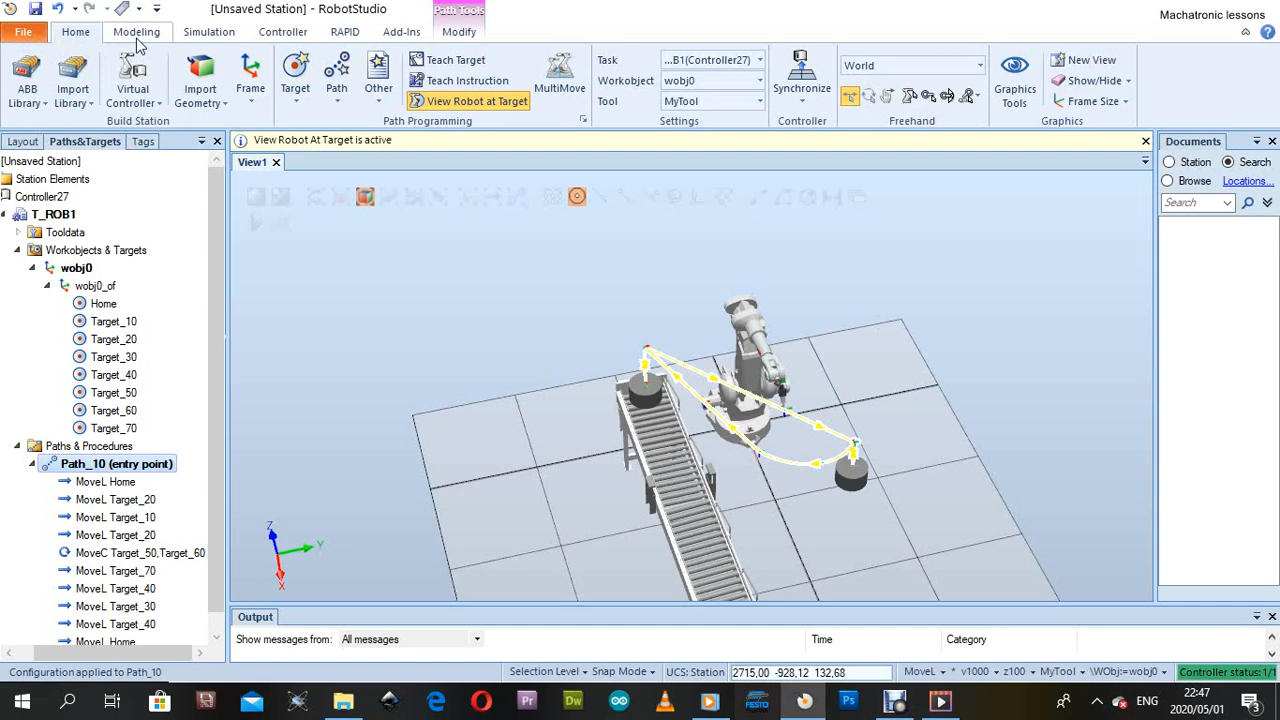 [Unsaved Station] - RobotStudio
Path Tools
Machatronic lessons
File
Home
Modeling
Simulation
Controller
RAPID
Add-Ins
Modify
ABB Library
Import Library
Virtual Controller
Import Geometry
Frame
Build Station
Target
Path
Other
Teach Target
Teach Instruction
View Robot at Target
MultiMove
Path Programming
Task
...B1(Controller27)
Workobject
wobj0
Tool
MyTool
Settings
Synchronize
Controller
World
Freehand
Graphics Tools
New View
Show/Hide
Frame Size
Graphics
Layout
Paths&Targets
Tags
[Unsaved Station]
Station Elements
Controller27
T_ROB1
Tooldata
Workobjects & Targets
wobj0
wobj0_of
Home
Target_10
Target_20
Target_30
Target_40
Target_50
Target_60
Target_70
Paths & Procedures
Path_10 (entry point)
MoveL Home
MoveL Target_20
MoveL Target_10
MoveL Target_20
MoveC Target_50,Target_60
MoveL Target_70
MoveL Target_40
MoveL Target_30
MoveL Target_40
MoveL Home
View Robot At Target is active
View1
Z
Y
X
Documents
Station
Search
Browse
Locations...
Search
Output
Show messages from:
All messages
Time
Category
Configuration applied to Path_10
Selection Level
Snap Mode
UCS: Station
2715,00 -928,12 132,68
MoveL * v1000 z100 MyTool \WObj:=wobj0
Controller status: 1/1
Pr
Dw
FESTO
Ps
ENG
22:47
2020/05/01
3